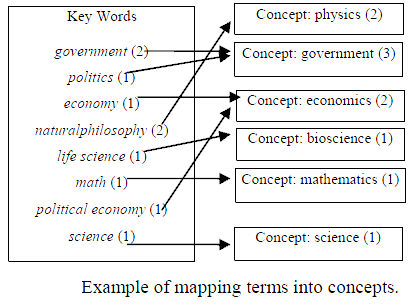 Key Words
government (2)
politics (1)
economy (1)
naturalphilosophy (2)
life science (1)
math (1)
political economy (1)
science (1)
Concept: physics (2)
Concept: government (3)
Concept: economics (2)
Concept: bioscience (1)
Concept: mathematics (1)
Concept: science (1)
Example of mapping terms into concepts.